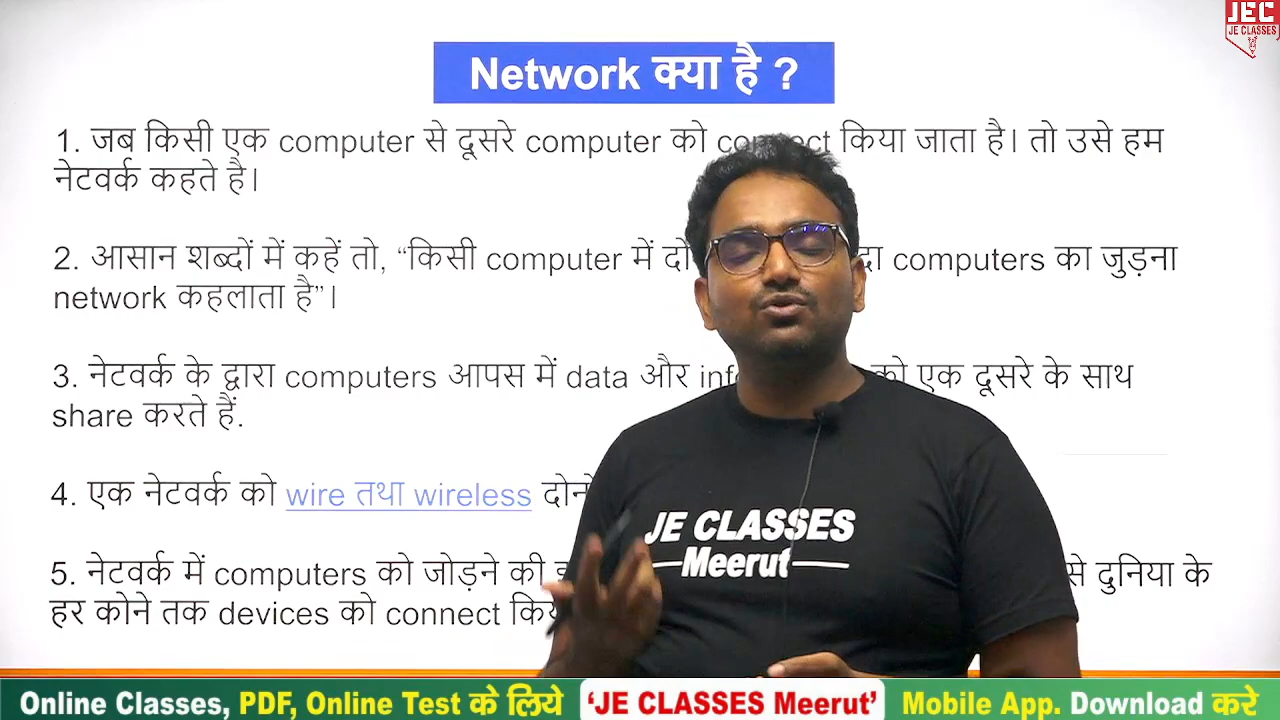 JEC
JE CLASSES
Network क्या है ?
1. जब किसी एक computer से दूसरे computer को connect किया जाता है। तो उसे हम
नेटवर्क कहते है।
2. आसान शब्दों में कहें तो, “किसी computer में दो computers का जुड़ना
network कहलाता है”।
3. नेटवर्क के द्वारा computers आपस में data और को एक दूसरे के साथ
share करते हैं.
4. एक नेटवर्क को wire तथा wireless
5. नेटवर्क में computers को जोड़ने की से दुनिया के
हर कोने तक devices को connect
JE CLASSES
Meerut
Online Classes, PDF, Online Test के लिये ‘JE CLASSES Meerut’ Mobile App. Download करे